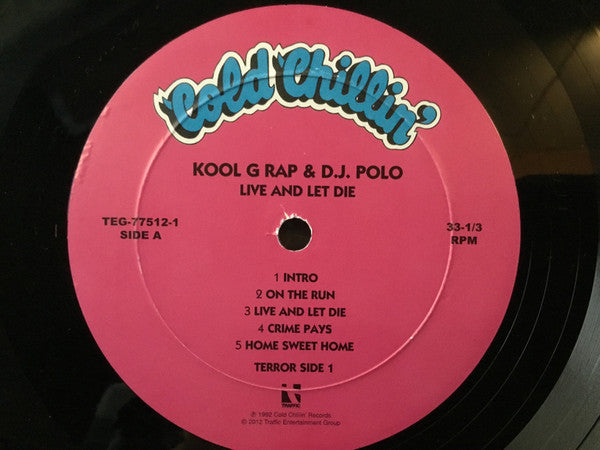 Cold Chillin'
KOOL G RAP & D.J. POLO
LIVE AND LET DIE
TEG-77512-1
SIDE A
33-1/3
RPM
1 INTRO
2 ON THE RUN
3 LIVE AND LET DIE
4 CRIME PAYS
5 HOME SWEET HOME
TERROR SIDE 1
TRAFFIC
℗ 1992 Cold Chillin' Records
© 2012 Traffic Entertainment Group